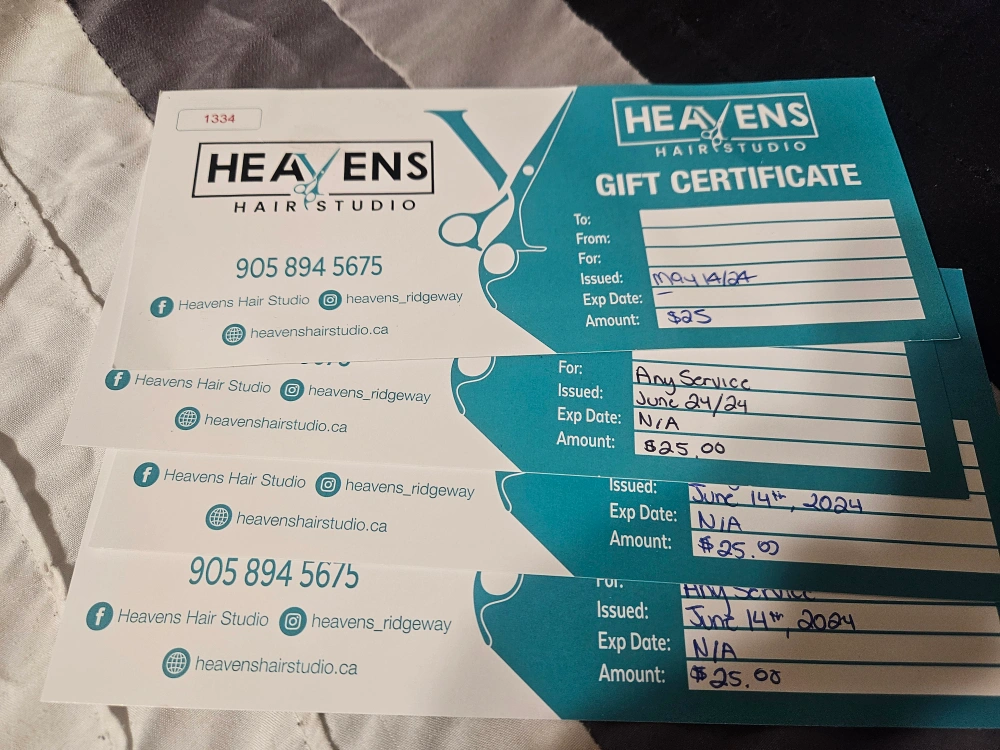 1334
HEAVENS
HAIR STUDIO
905 894 5675
Heavens Hair Studio heavens_ridgeway
heavenshairstudio.ca
HEAVENS
HAIR STUDIO
GIFT CERTIFICATE
To:
From:
For:
Issued: May 14/24
Exp Date:
Amount: $25
Heavens Hair Studio heavens_ridgeway
heavenshairstudio.ca
For: Any Service
Issued: June 24/24
Exp Date: N/A
Amount: $25.00
Heavens Hair Studio heavens_ridgeway
heavenshairstudio.ca
Issued: June 14th, 2024
Exp Date: N/A
Amount: $25.00
905 894 5675
Heavens Hair Studio heavens_ridgeway
heavenshairstudio.ca
For: Any Service
Issued: June 14th, 2024
Exp Date: N/A
Amount: $25.00